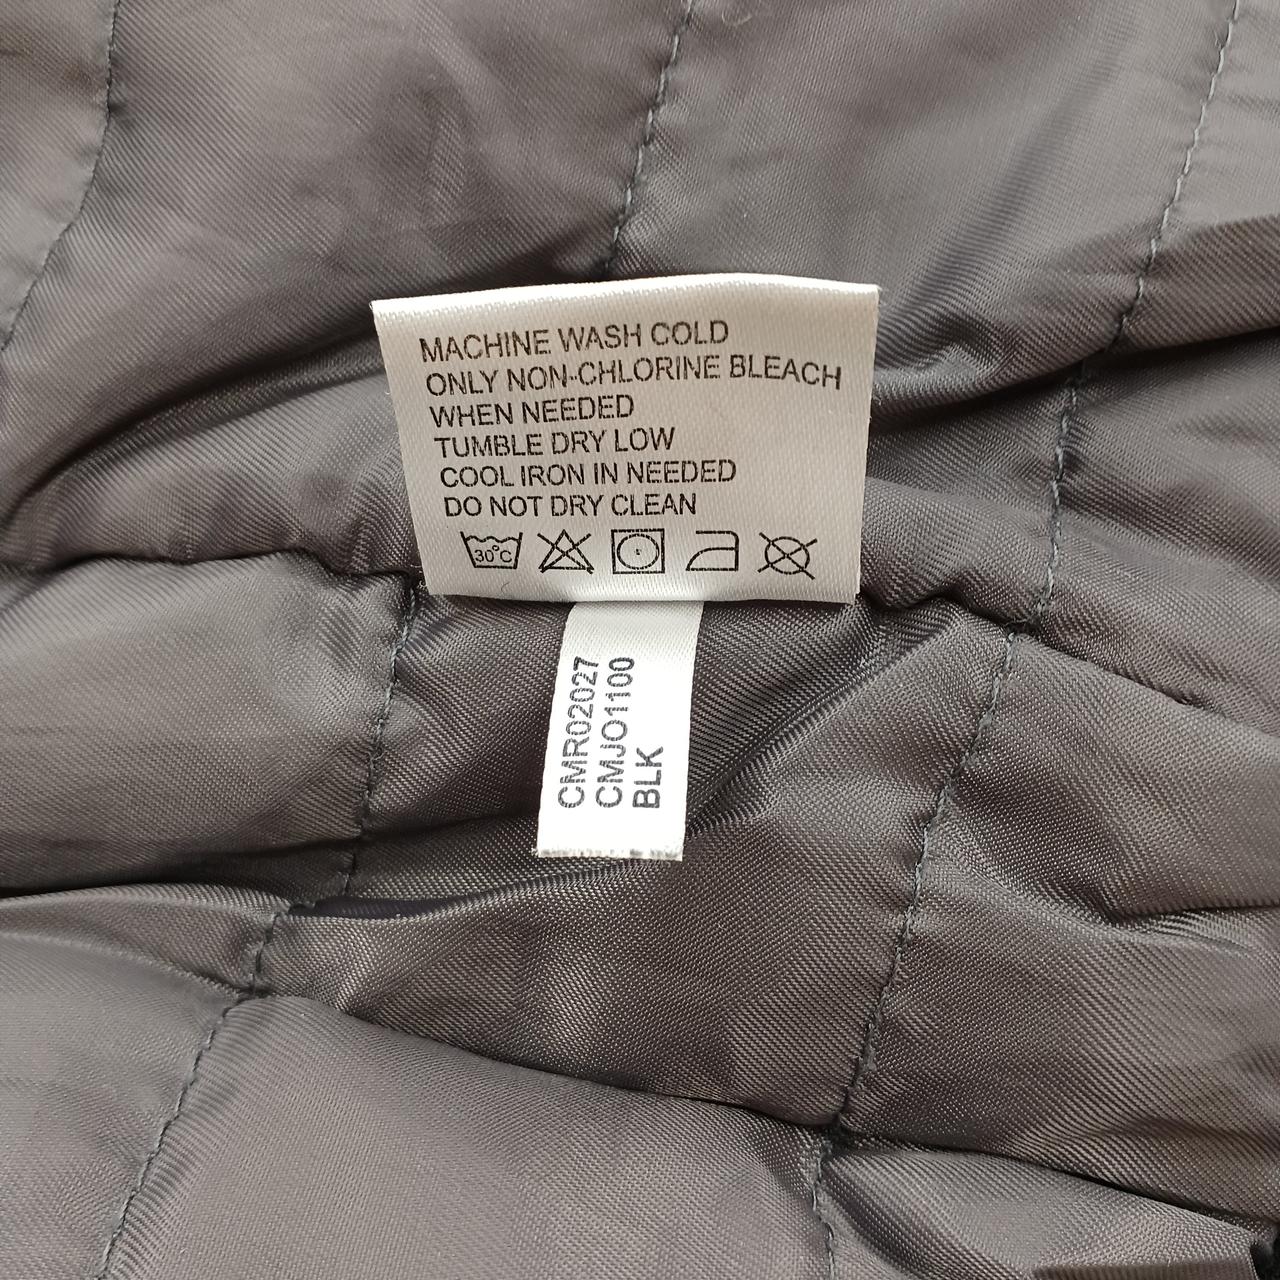 MACHINE WASH COLD
ONLY NON-CHLORINE BLEACH
WHEN NEEDED
TUMBLE DRY LOW
COOL IRON IN NEEDED
DO NOT DRY CLEAN
30°C
CMR02027
CMJO1100
BLK